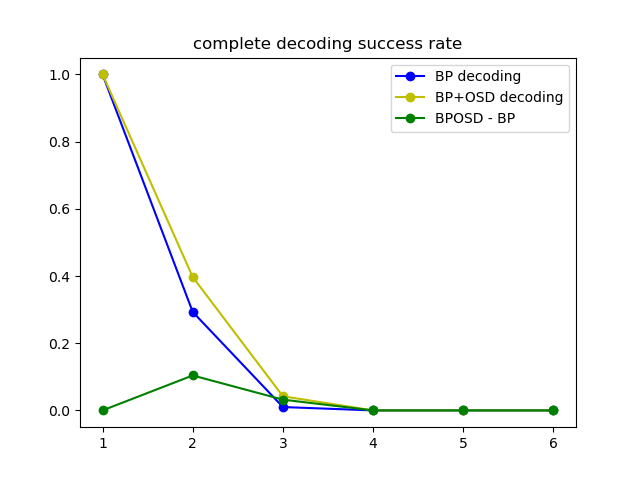 complete decoding success rate
BP decoding
BP+OSD decoding
BPOSD - BP
1.0
0.8
0.6
0.4
0.2
0.0
1 2 3 4 5 6